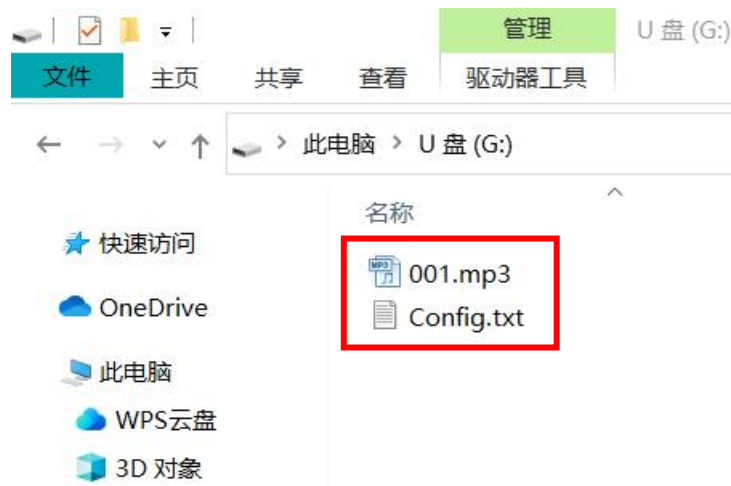 管理 U 盘 (G:)
文件 主页 共享 查看 驱动器工具
此电脑 > U 盘 (G:)
名称
快速访问
MP3 001.mp3
Config.txt
OneDrive
此电脑
WPS云盘
3D 对象